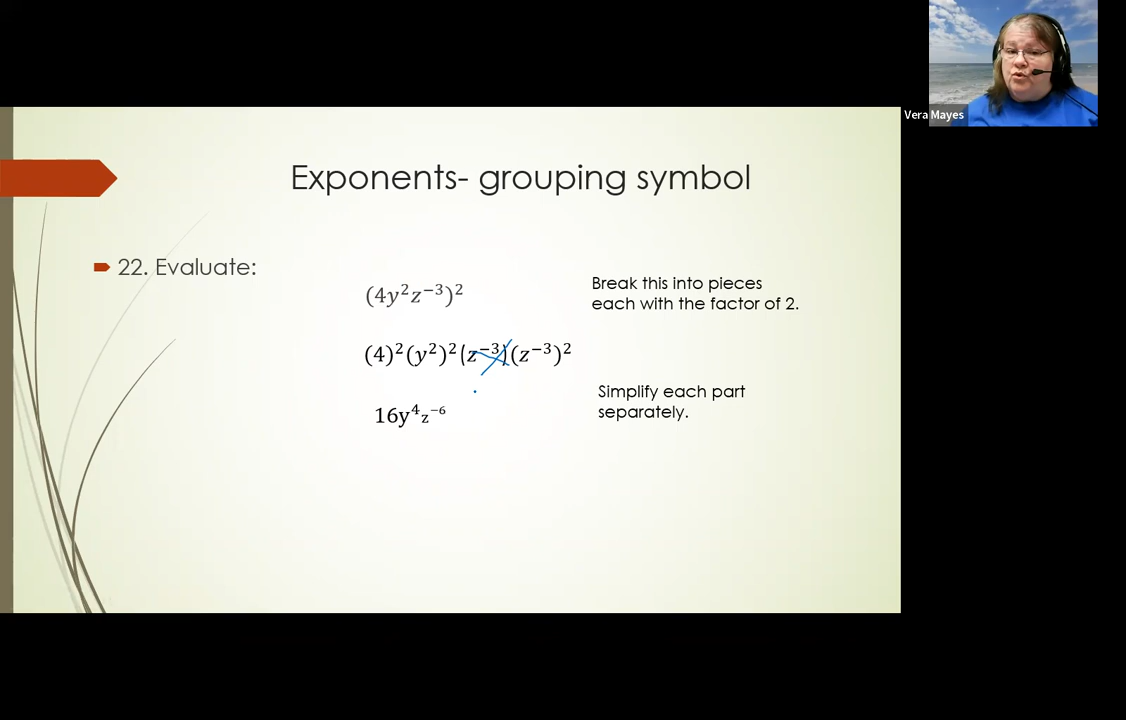 Vera Mayes
Exponents- grouping symbol
22. Evaluate:
(4y²z⁻³)²
Break this into pieces
each with the factor of 2.
(4)²(y²)²(z⁻³)(z⁻³)²
Simplify each part
separately.
16y⁴z⁻⁶